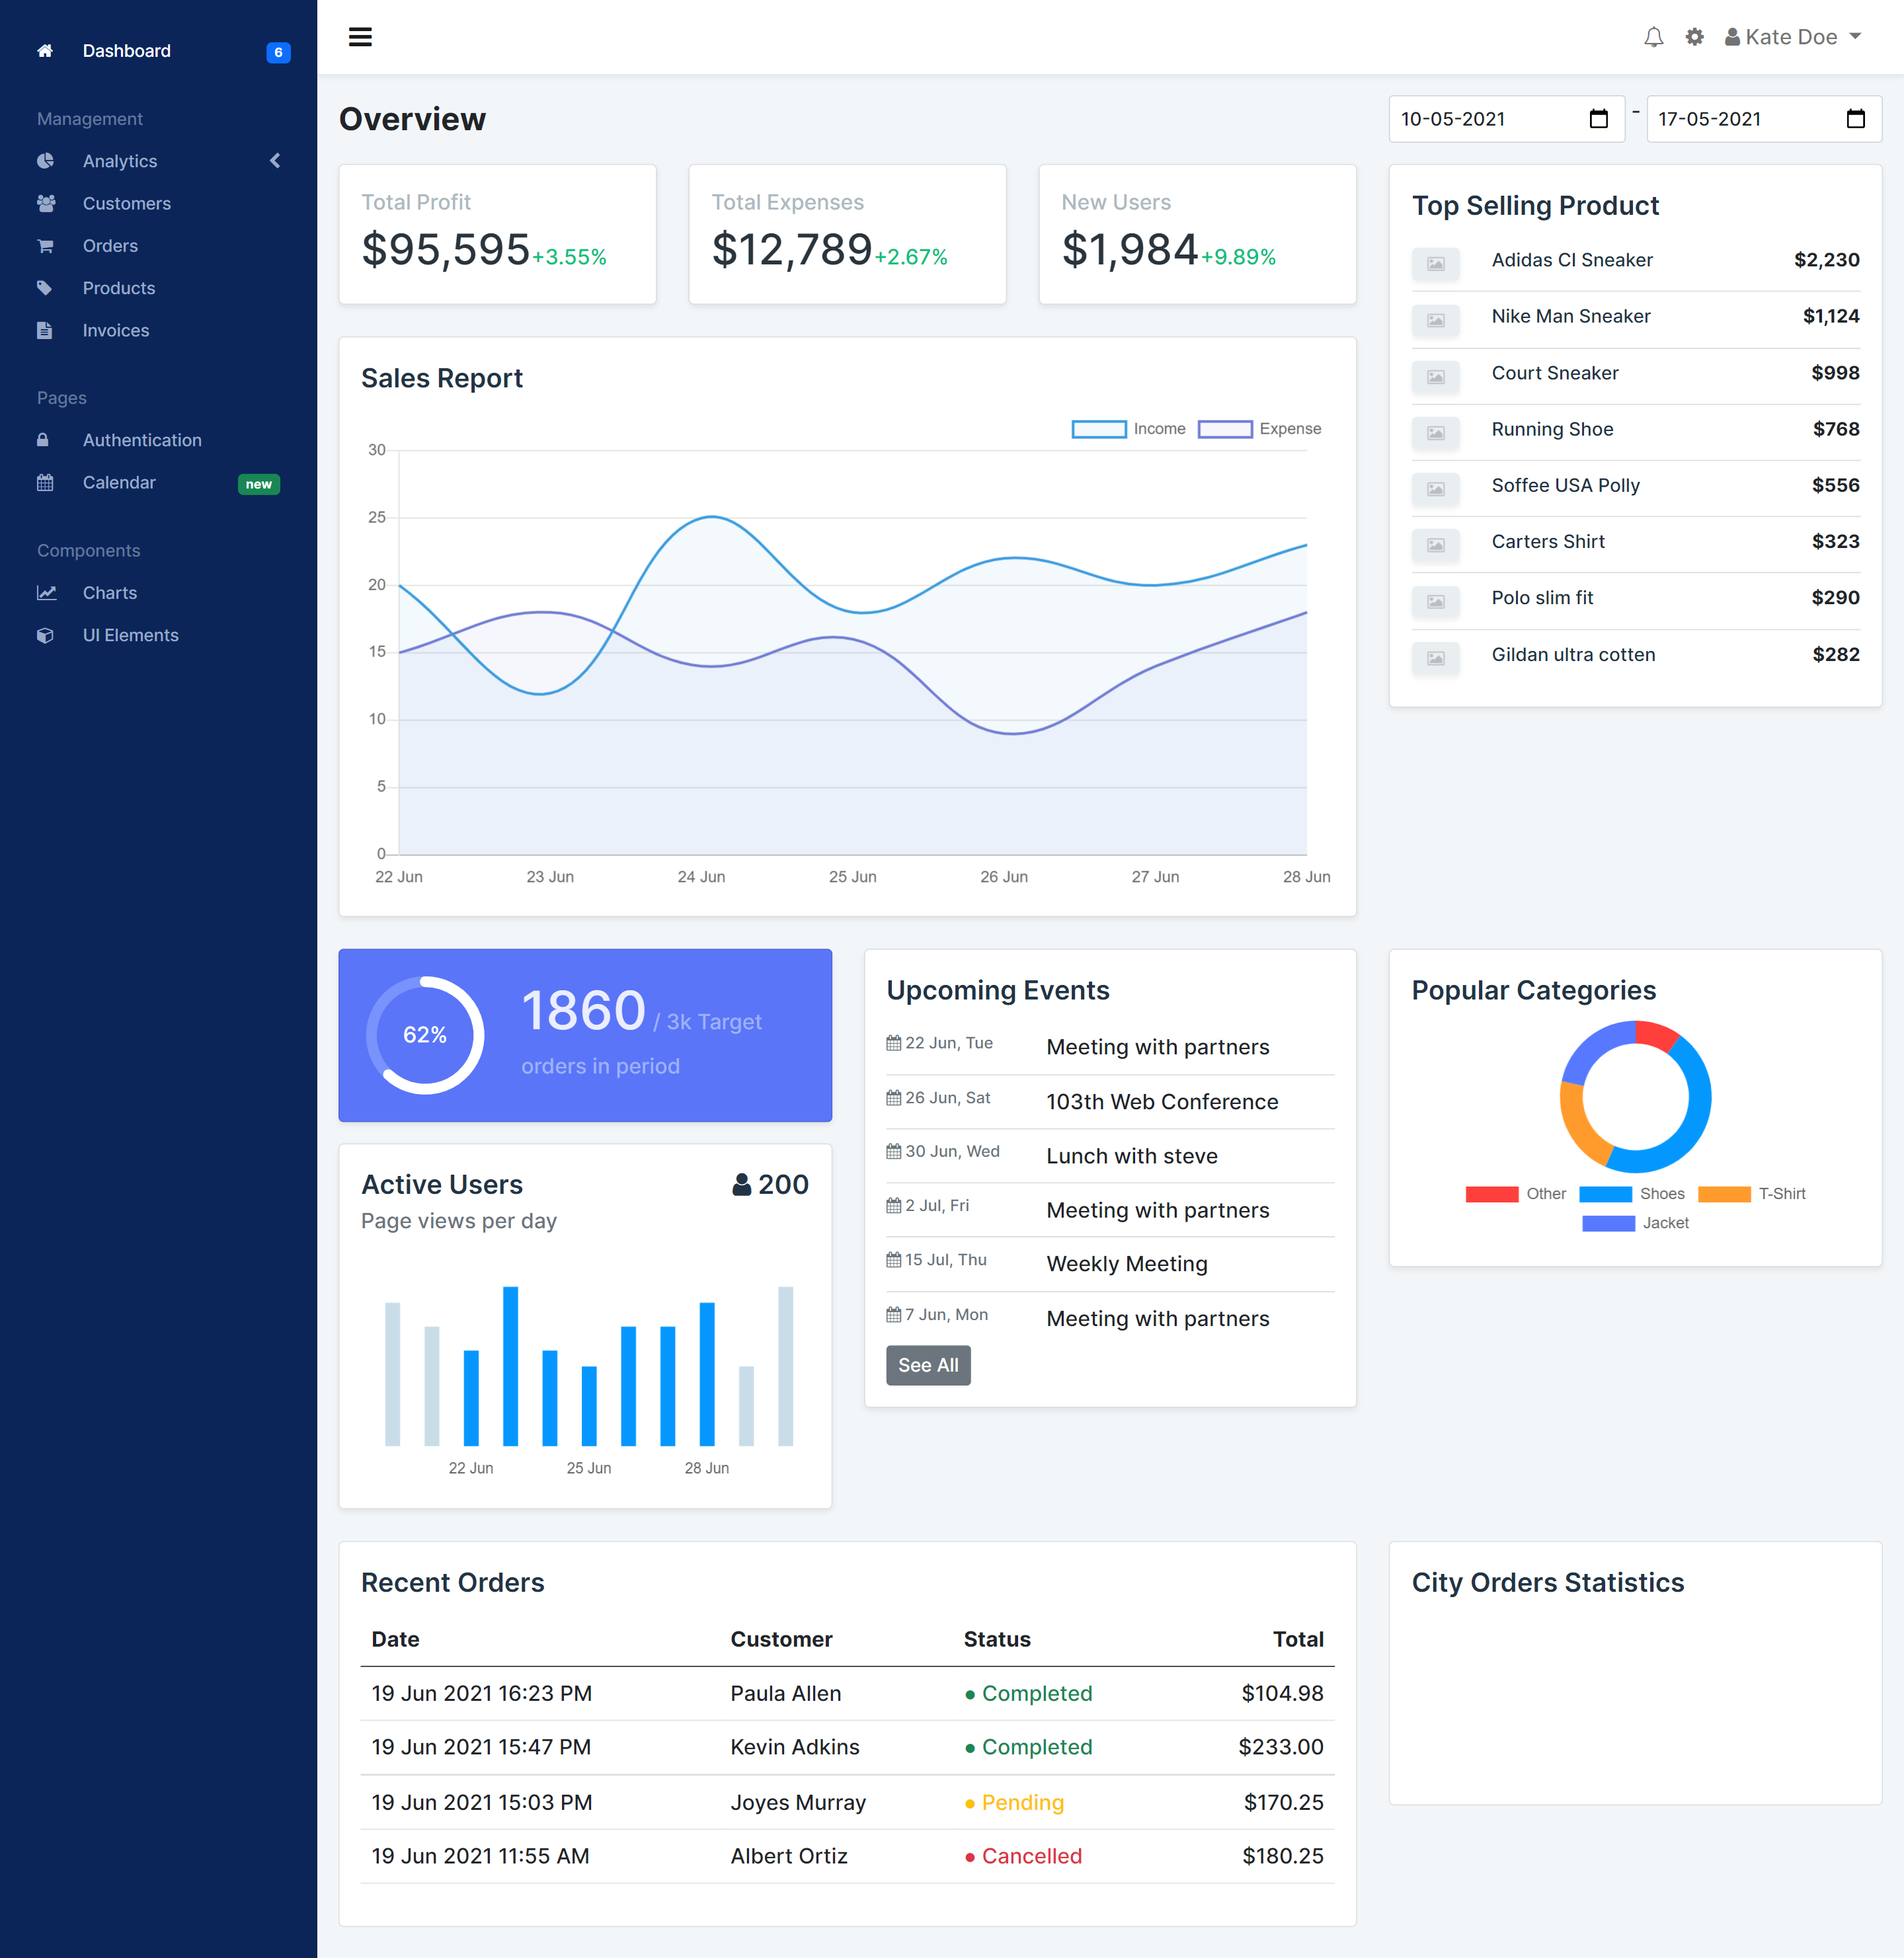 Dashboard 6
Management
Analytics
Customers
Orders
Products
Invoices
Pages
Authentication
Calendar new
Components
Charts
UI Elements
Kate Doe
Overview
10-05-2021 - 17-05-2021
Total Profit
$95,595+3.55%
Total Expenses
$12,789+2.67%
New Users
$1,984+9.89%
Sales Report
Income Expense
30
25
20
15
10
5
0
22 Jun 23 Jun 24 Jun 25 Jun 26 Jun 27 Jun 28 Jun
Top Selling Product
Adidas CI Sneaker $2,230
Nike Man Sneaker $1,124
Court Sneaker $998
Running Shoe $768
Soffee USA Polly $556
Carters Shirt $323
Polo slim fit $290
Gildan ultra cotten $282
62%
1860 / 3k Target
orders in period
Active Users 200
Page views per day
22 Jun 25 Jun 28 Jun
Upcoming Events
22 Jun, Tue Meeting with partners
26 Jun, Sat 103th Web Conference
30 Jun, Wed Lunch with steve
2 Jul, Fri Meeting with partners
15 Jul, Thu Weekly Meeting
7 Jun, Mon Meeting with partners
See All
Popular Categories
Other Shoes T-Shirt
Jacket
Recent Orders
Date Customer Status Total
19 Jun 2021 16:23 PM Paula Allen ● Completed $104.98
19 Jun 2021 15:47 PM Kevin Adkins ● Completed $233.00
19 Jun 2021 15:03 PM Joyes Murray ● Pending $170.25
19 Jun 2021 11:55 AM Albert Ortiz ● Cancelled $180.25
City Orders Statistics